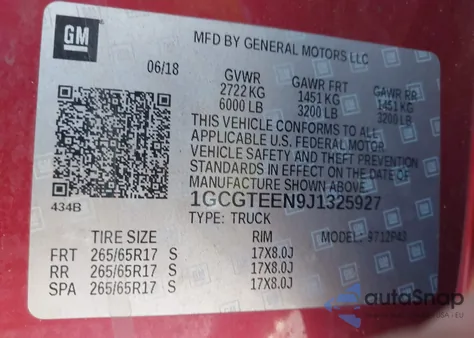 GM
MFD BY GENERAL MOTORS LLC
06/18
GVWR GAWR FRT GAWR RR
2722 KG 1451 KG 1451 KG
6000 LB 3200 LB 3200 LB
THIS VEHICLE CONFORMS TO ALL
APPLICABLE U.S. FEDERAL MOTOR
VEHICLE SAFETY AND THEFT PREVENTION
STANDARDS IN EFFECT ON THE DATE OF
MANUFACTURE SHOWN ABOVE.
434B
1GCGTEEN9J1325927
TYPE: TRUCK
TIRE SIZE RIM MODEL:
FRT 265/65R17 S 17X8.0J
RR 265/65R17 S 17X8.0J
SPA 265/65R17 S 17X8.0J
autoSnap